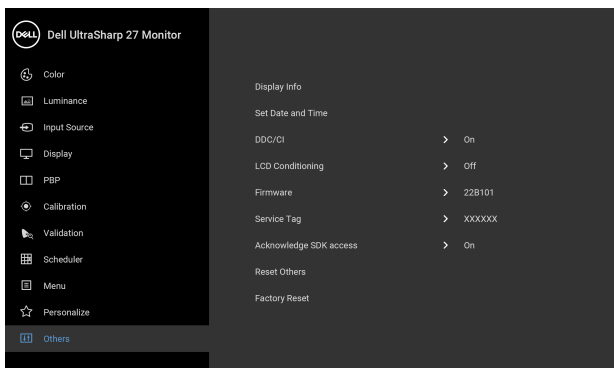 DELL Dell UltraSharp 27 Monitor
Color
Luminance
Input Source
Display
PBP
Calibration
Validation
Scheduler
Menu
Personalize
Others
Display Info
Set Date and Time
DDC/CI > On
LCD Conditioning > Off
Firmware > 22B101
Service Tag > XXXXXX
Acknowledge SDK access > On
Reset Others
Factory Reset